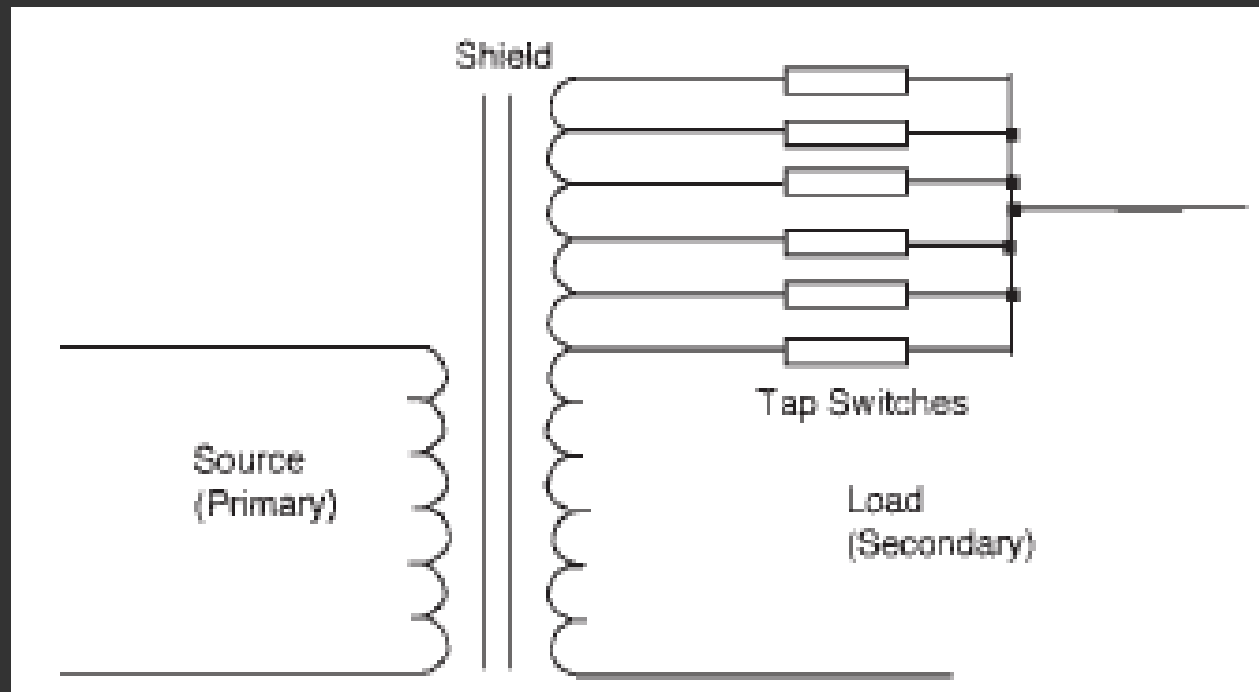 Shield
Tap Switches
Source
(Primary)
Load
(Secondary)